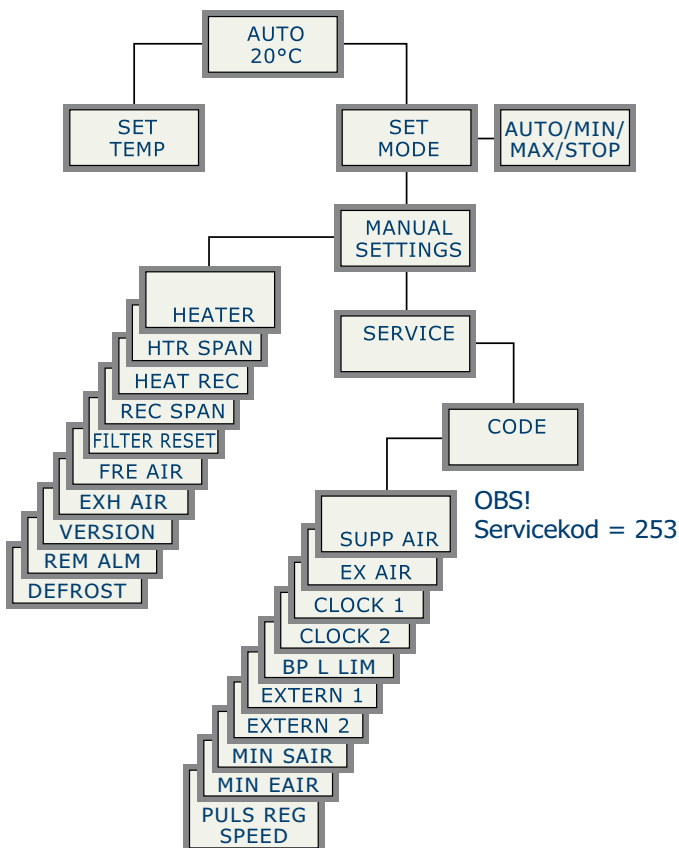 AUTO
20°C
SET
TEMP
SET
MODE
AUTO/MIN/
MAX/STOP
MANUAL
SETTINGS
HEATER
HTR SPAN
HEAT REC
REC SPAN
FILTER RESET
FRE AIR
EXH AIR
VERSION
REM ALM
DEFROST
SERVICE
CODE
OBS!
Servicekod = 253
SUPP AIR
EX AIR
CLOCK 1
CLOCK 2
BP L LIM
EXTERN 1
EXTERN 2
MIN SAIR
MIN EAIR
PULS REG
SPEED